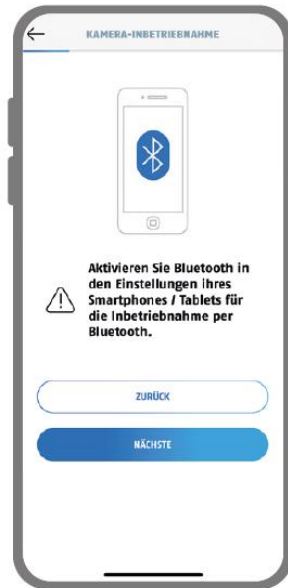 KAMERA-INBETRIEBNAHME
Aktivieren Sie Bluetooth in
den Einstellungen ihres
Smartphones / Tablets für
die Inbetriebnahme per
Bluetooth.
ZURÜCK
NÄCHSTE